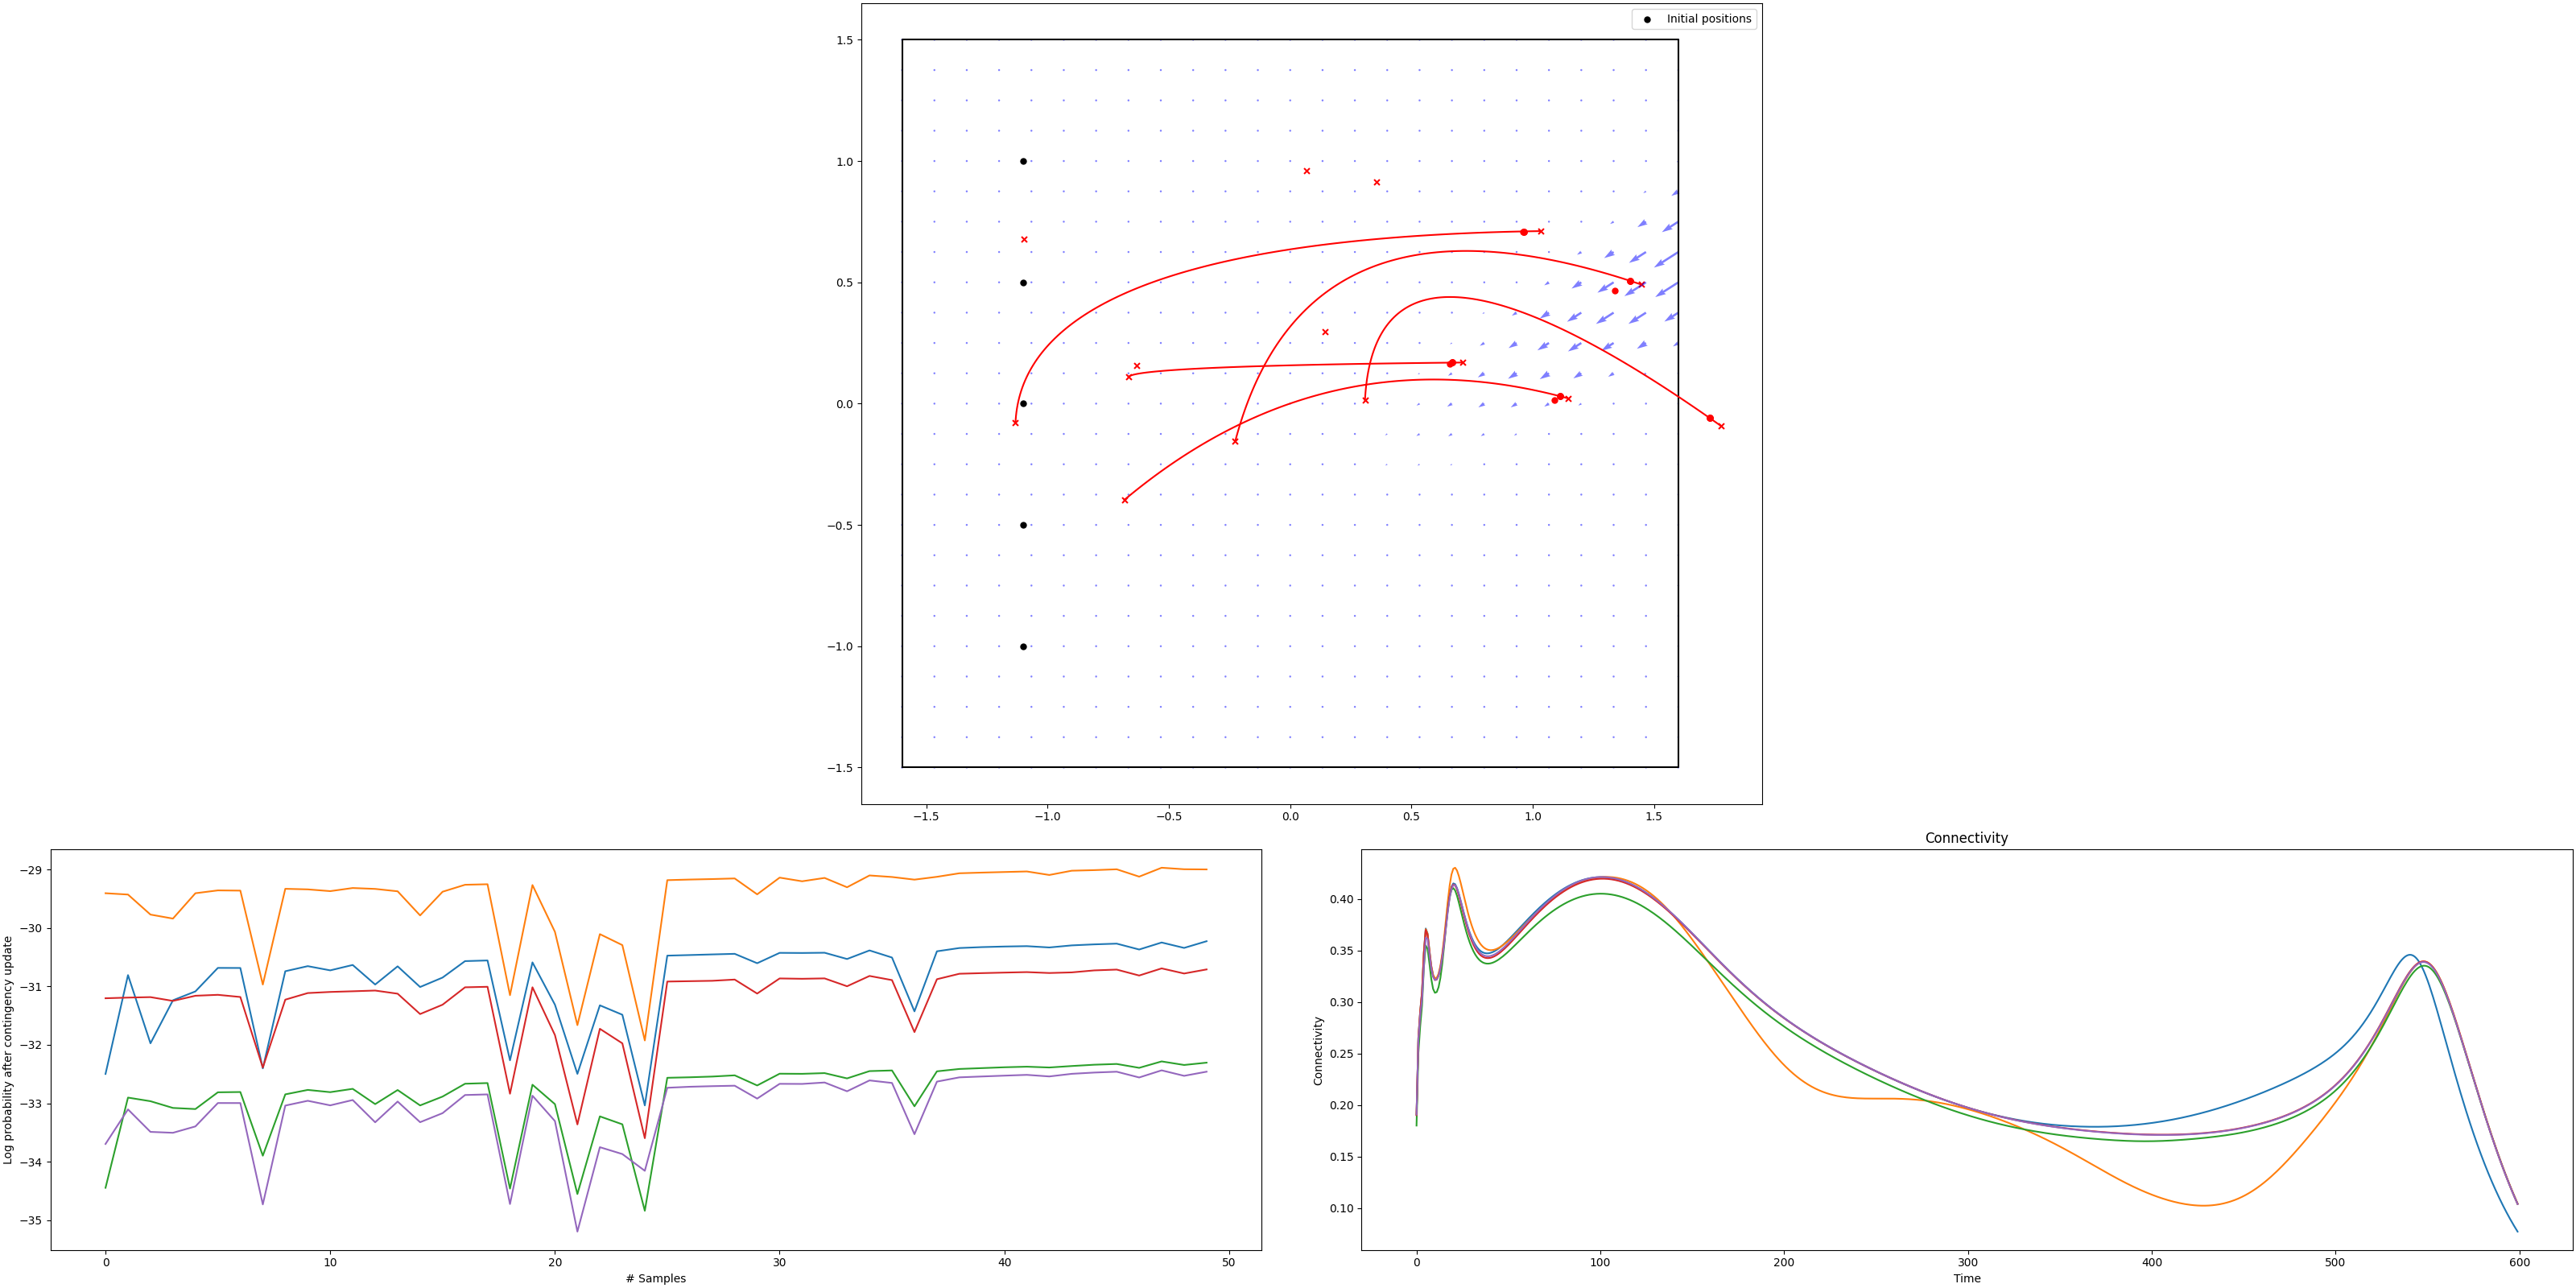 Initial positions
1.5
1.0
0.5
0.0
−0.5
−1.0
−1.5
−1.5 −1.0 −0.5 0.0 0.5 1.0 1.5
Log probability after contingency update
−29
−30
−31
−32
−33
−34
−35
0 10 20 30 40 50
# Samples
Connectivity
Connectivity
0.40
0.35
0.30
0.25
0.20
0.15
0.10
0 100 200 300 400 500 600
Time